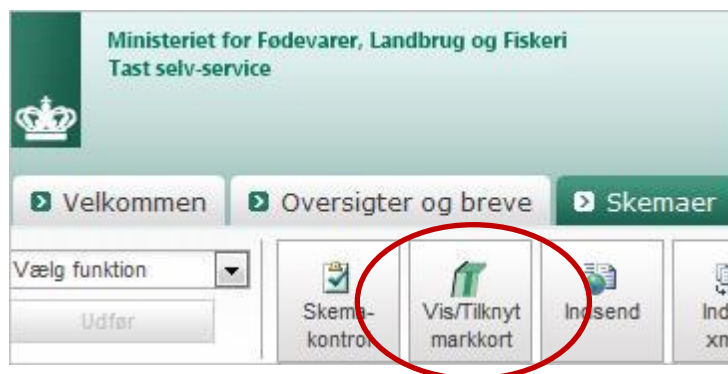 Ministeriet for Fødevarer, Landbrug og Fiskeri
Tast selv-service
Velkommen
Oversigter og breve
Skemaer
Vælg funktion
Udfør
Skema-
kontrol
Vis/Tilknyt
markkort
Indsend
Ind
xm